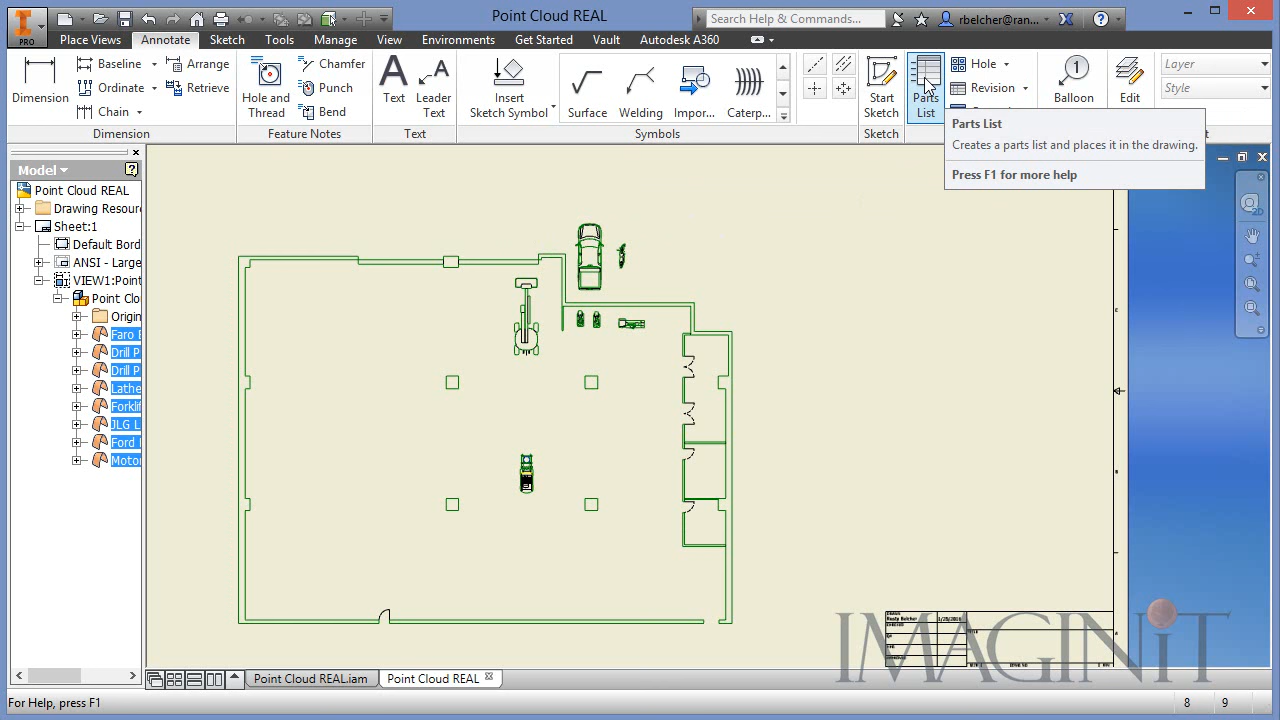 Point Cloud REAL
Search Help & Commands...
rbelcher@ran...
PRO
Place Views
Annotate
Sketch
Tools
Manage
View
Environments
Get Started
Vault
Autodesk A360
Dimension
Baseline
Ordinate
Chain
Arrange
Retrieve
Dimension
Hole and Thread
Chamfer
Punch
Bend
Feature Notes
Text
Leader Text
Text
Insert Sketch Symbol
Surface
Welding
Impor...
Caterp...
Symbols
Start Sketch
Sketch
Parts List
Hole
Revision
Balloon
Edit
Layer
Style
Parts List
Creates a parts list and places it in the drawing.
Press F1 for more help
Model
Point Cloud REAL
Drawing Resour
Sheet:1
Default Bord
ANSI - Large
VIEW1:Point
Point Clo
Origin
Faro
Drill P
Drill P
Lathe
Forklif
JLG L
Ford
Motor
2D
Rusty Belcher
IMAGINiT
Point Cloud REAL.iam
Point Cloud REAL
For Help, press F1
8
9